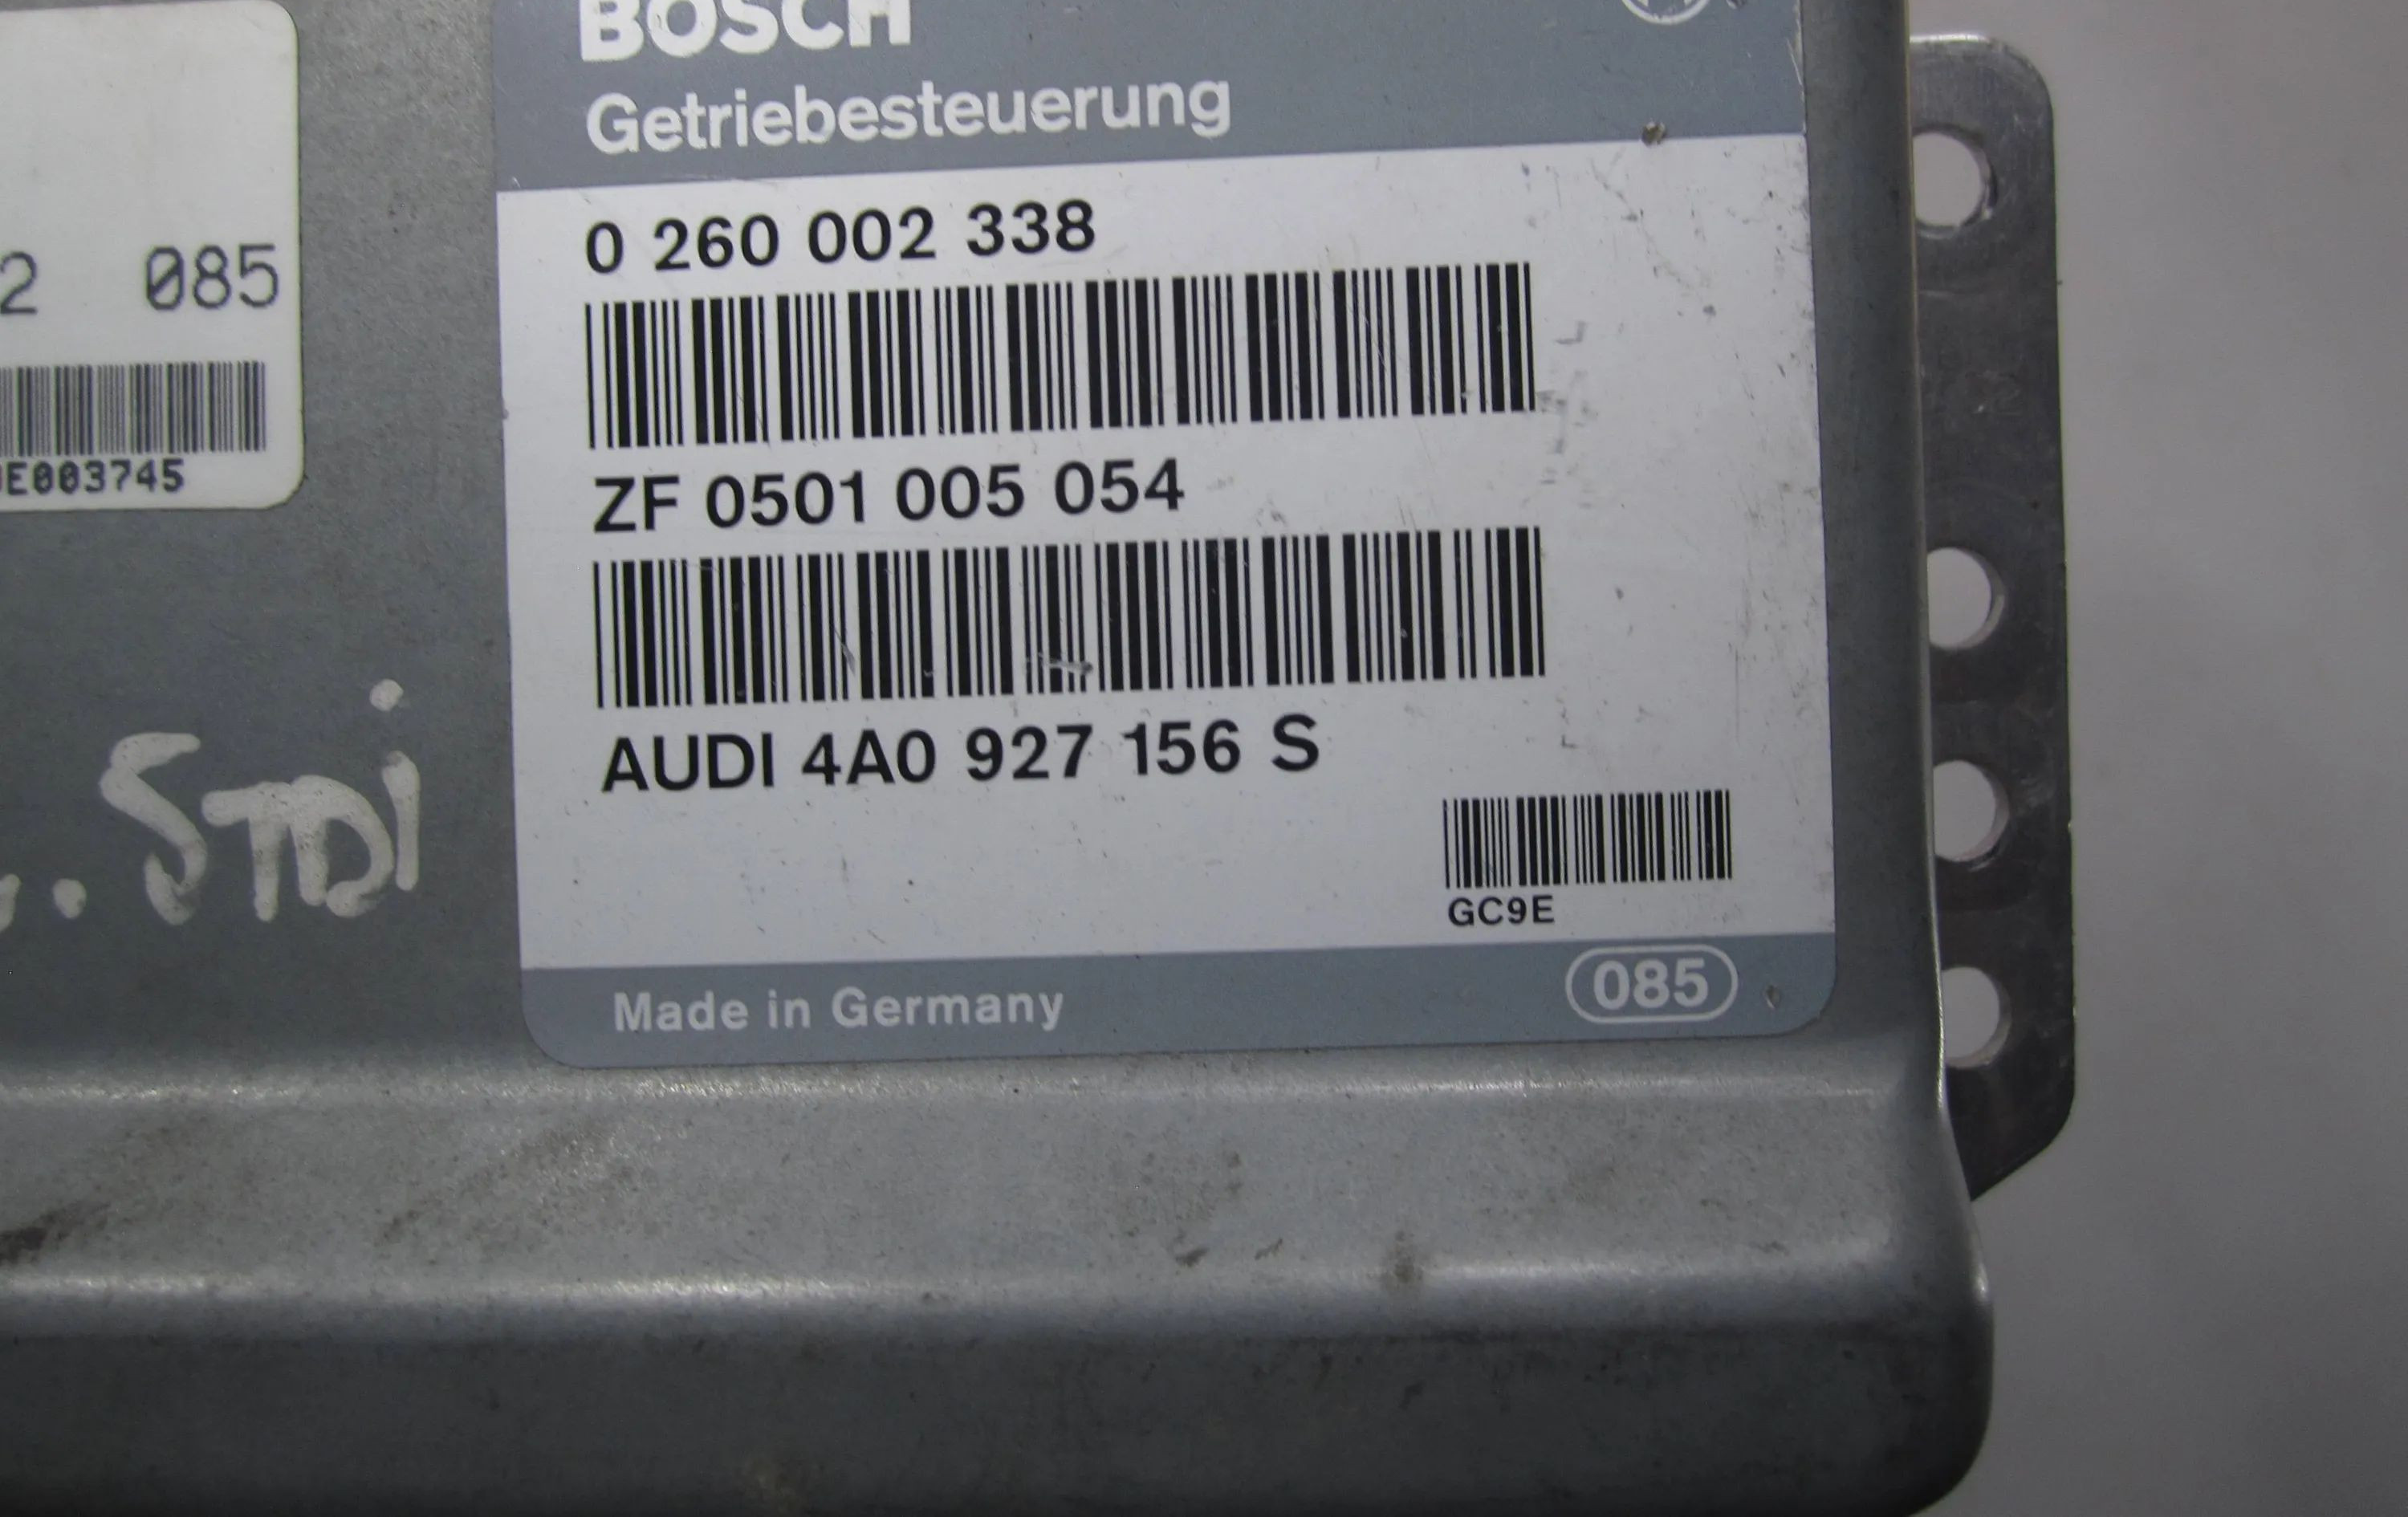 BOSCH
Getriebesteuerung
0 260 002 338
ZF 0501 005 054
AUDI 4A0 927 156 S
GC9E
Made in Germany
085
2 085
E003745
STDi